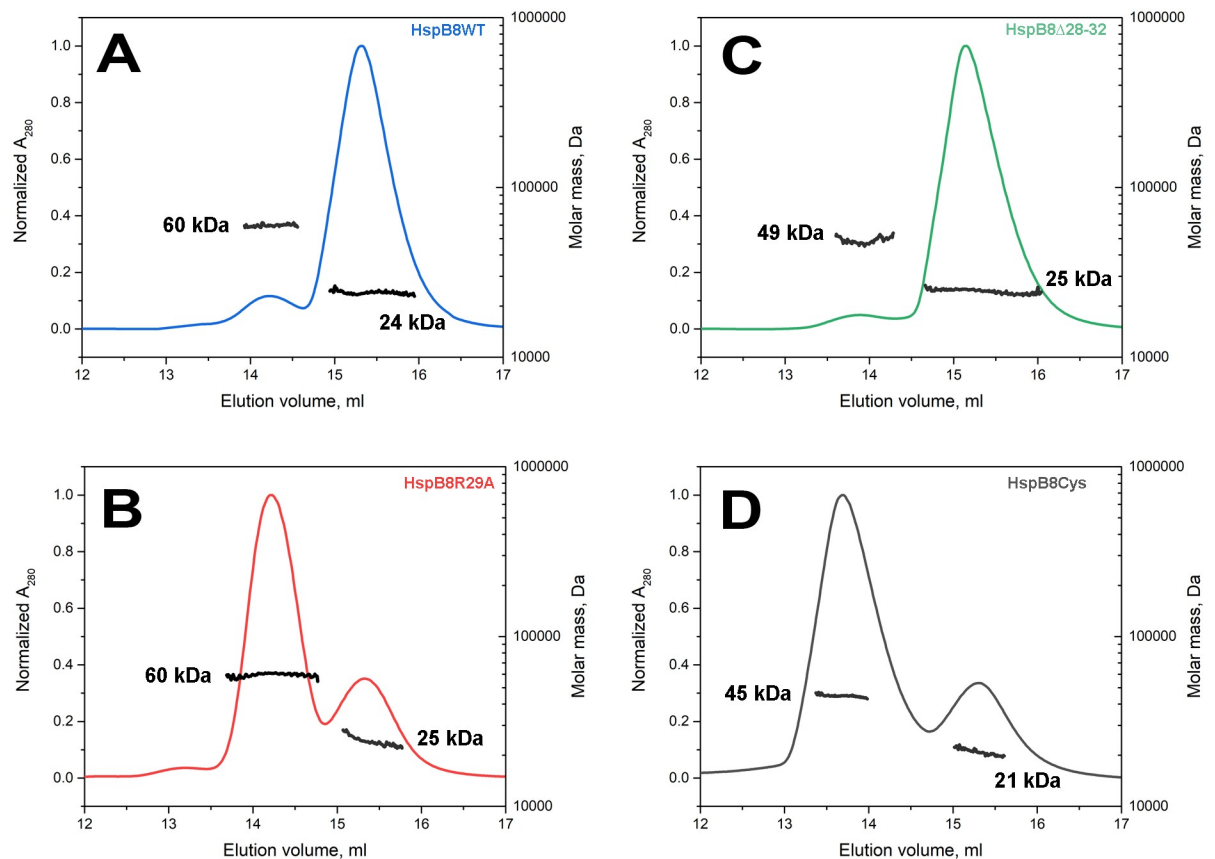 A
HspB8WT
Normalized A280
1.0
0.8
0.6
0.4
0.2
0.0
60 kDa
24 kDa
1000000
100000
10000
Molar mass, Da
12 13 14 15 16 17
Elution volume, ml
C
HspB8Δ28-32
Normalized A280
1.0
0.8
0.6
0.4
0.2
0.0
49 kDa
25 kDa
1000000
100000
10000
Molar mass, Da
12 13 14 15 16 17
Elution volume, ml
B
HspB8R29A
Normalized A280
1.0
0.8
0.6
0.4
0.2
0.0
60 kDa
25 kDa
1000000
100000
10000
Molar mass, Da
12 13 14 15 16 17
Elution volume, ml
D
HspB8Cys
Normalized A280
1.0
0.8
0.6
0.4
0.2
0.0
45 kDa
21 kDa
1000000
100000
10000
Molar mass, Da
12 13 14 15 16 17
Elution volume, ml